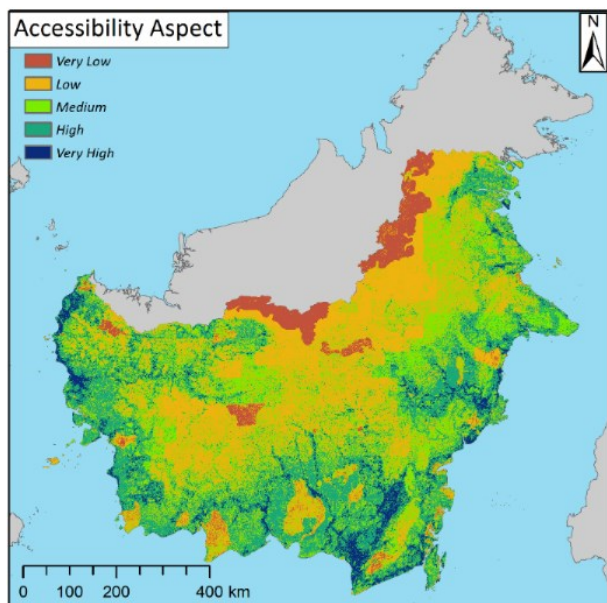 Accessibility Aspect
N
Very Low
Low
Medium
High
Very High
0 100 200 400 km